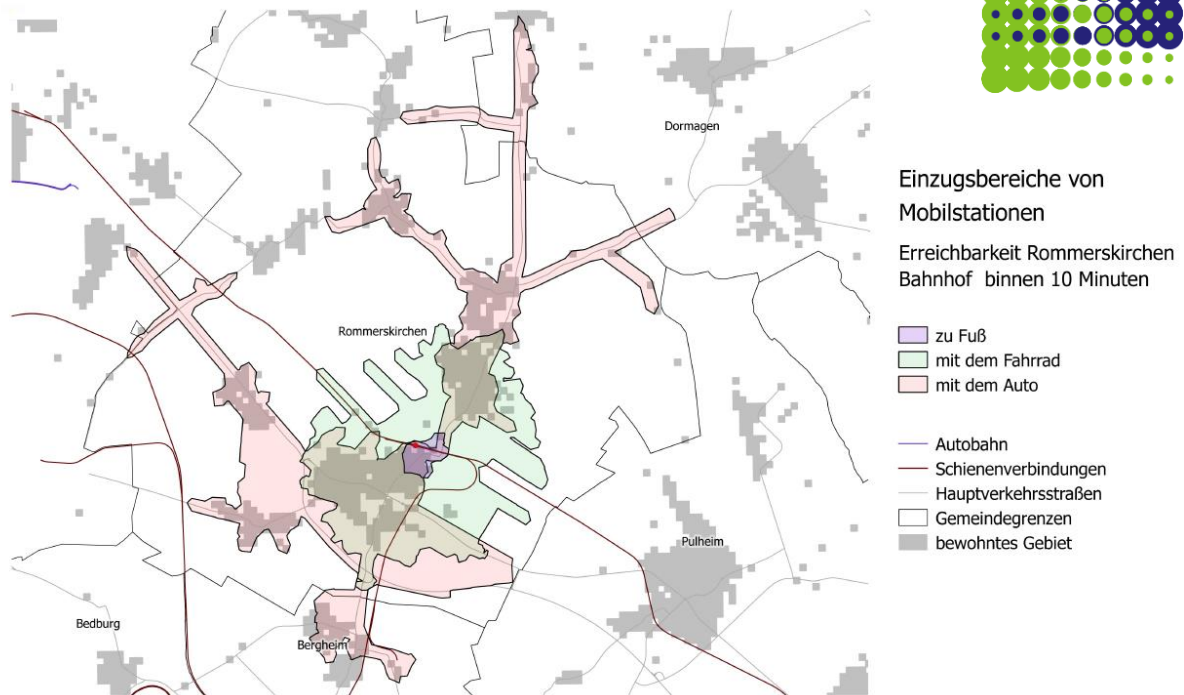 Dormagen
Rommerskirchen
Pulheim
Bedburg
Bergheim
Einzugsbereiche von
Mobilstationen
Erreichbarkeit Rommerskirchen
Bahnhof binnen 10 Minuten
zu Fuß
mit dem Fahrrad
mit dem Auto
Autobahn
Schienenverbindungen
Hauptverkehrsstraßen
Gemeindegrenzen
bewohntes Gebiet